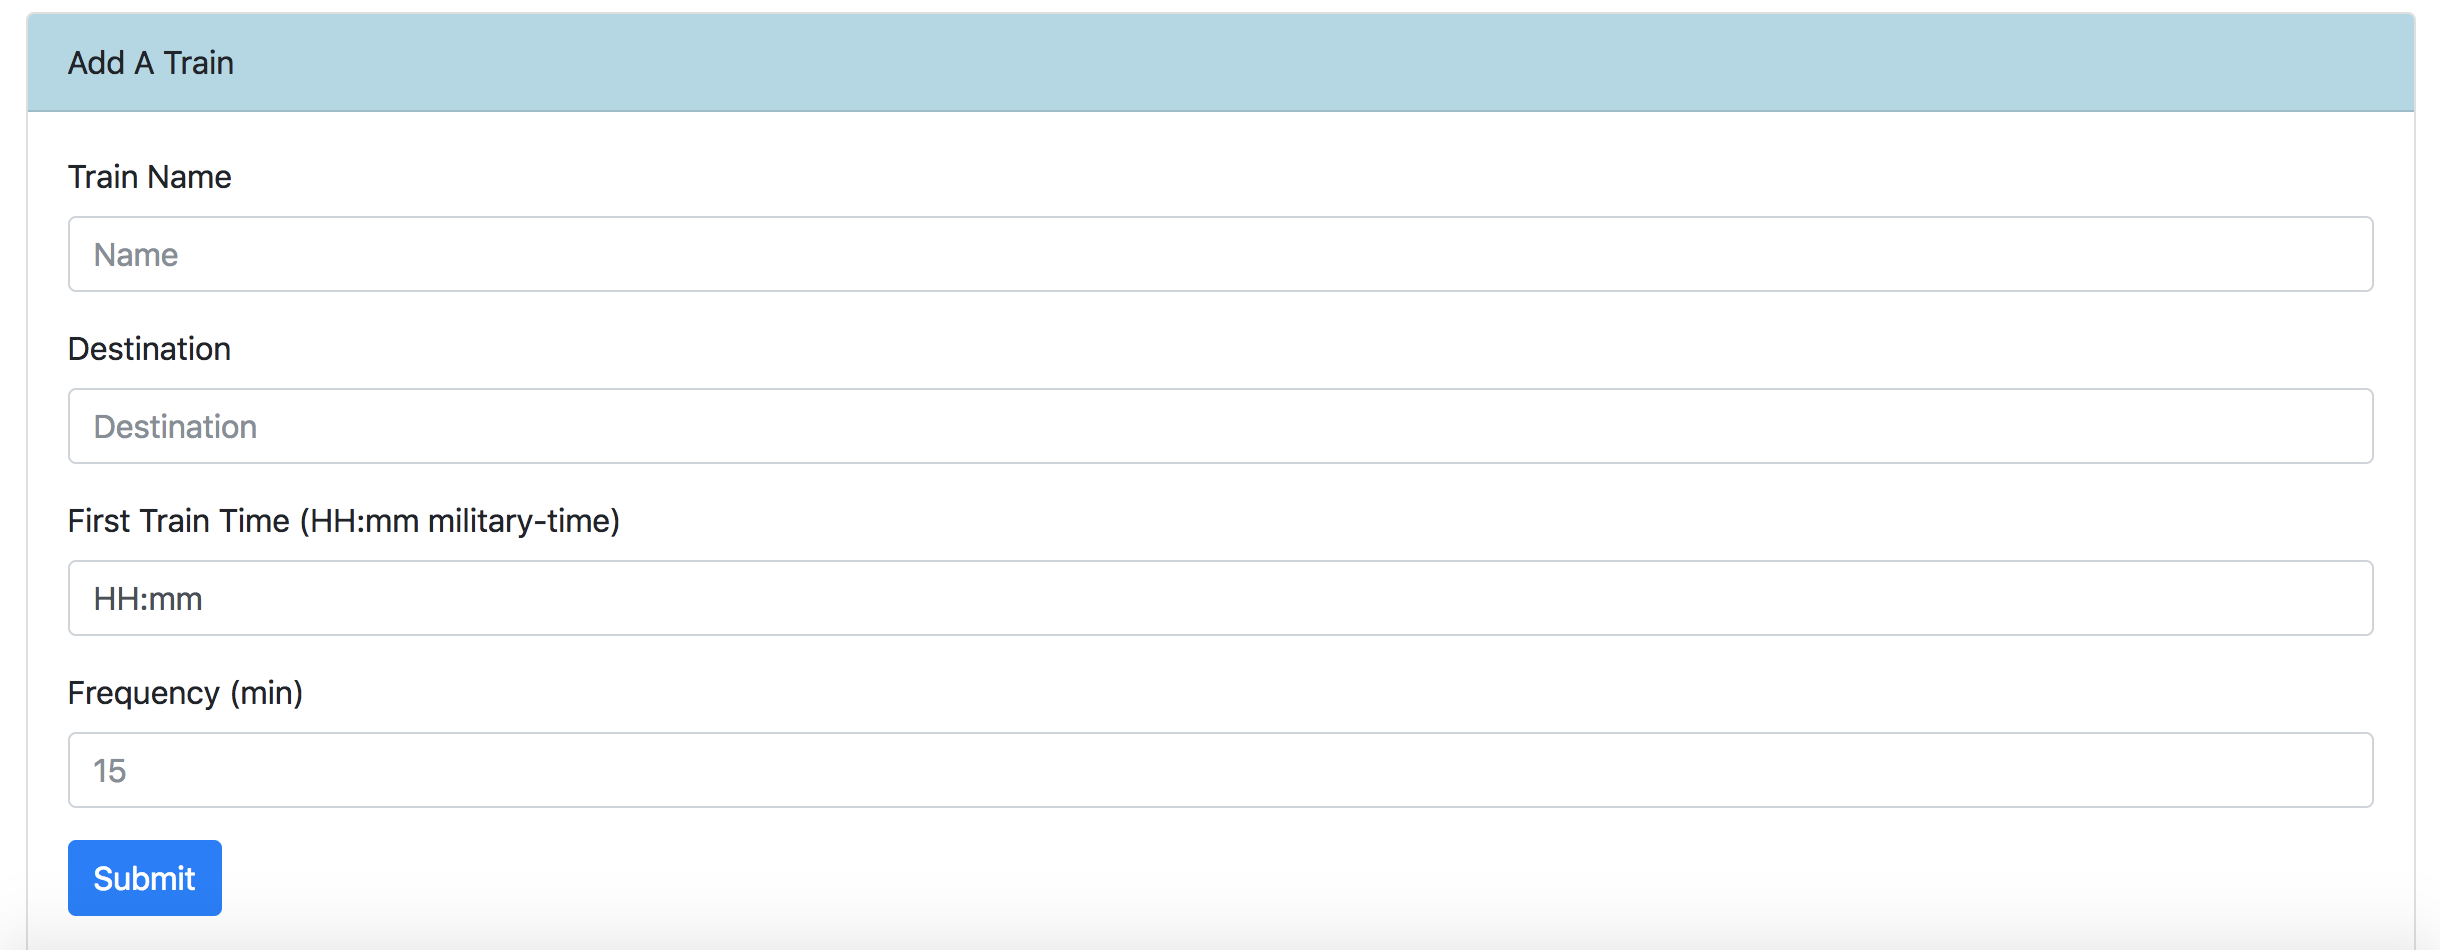 Add A Train
Train Name
Name
Destination
Destination
First Train Time (HH:mm military-time)
HH:mm
Frequency (min)
15
Submit